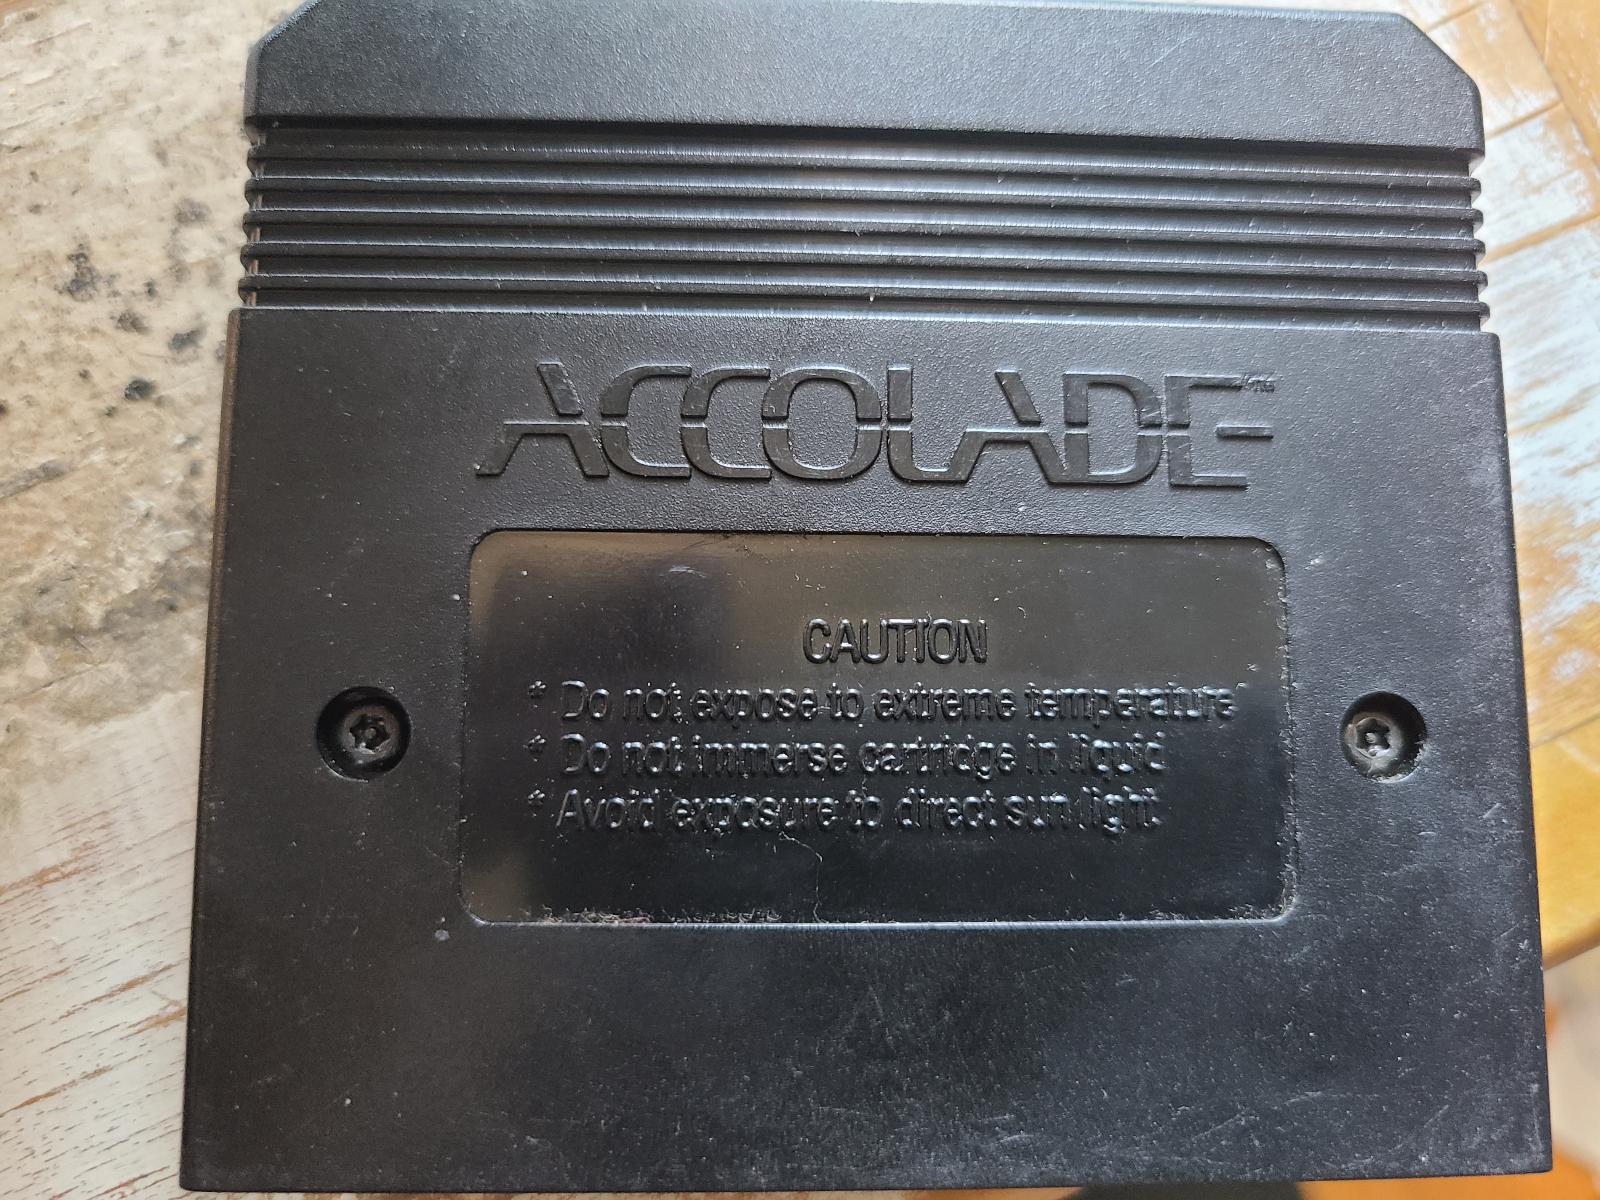 ACCOLADE™
CAUTION
* Do not expose to extreme temperature
* Do not immerse cartridge in liquid
* Avoid exposure to direct sun light